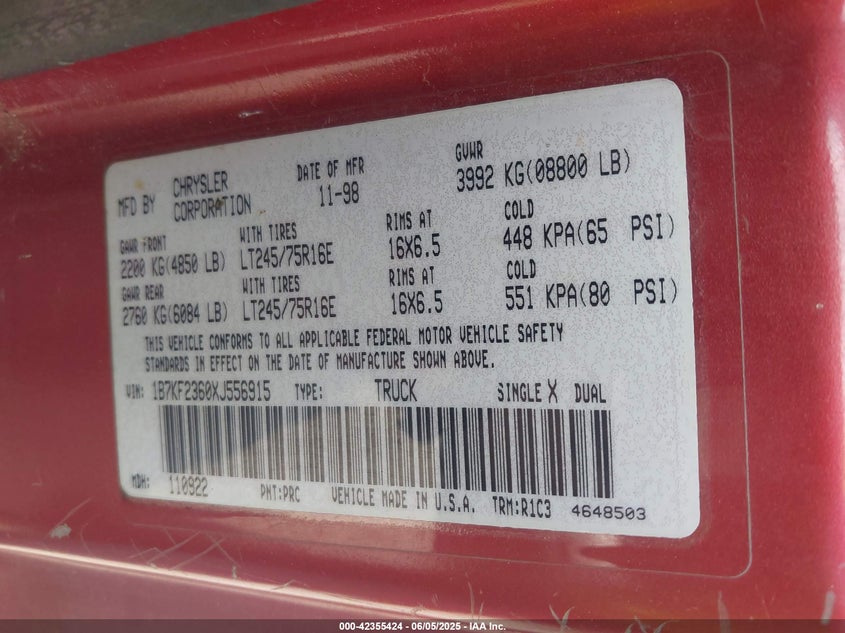 MFD BY CHRYSLER CORPORATION DATE OF MFR 11-98 GVWR 3992 KG(08800 LB)
GAWR FRONT WITH TIRES RIMS AT COLD
2200 KG(4850 LB) LT245/75R16E 16X6.5 448 KPA(65 PSI)
GAWR REAR WITH TIRES RIMS AT COLD
2760 KG(6084 LB) LT245/75R16E 16X6.5 551 KPA(80 PSI)
THIS VEHICLE CONFORMS TO ALL APPLICABLE FEDERAL MOTOR VEHICLE SAFETY
STANDARDS IN EFFECT ON THE DATE OF MANUFACTURE SHOWN ABOVE.
VIN: 1B7KF2360XJ556915 TYPE: TRUCK SINGLE X DUAL
MDH: 110922 PNT:PRC VEHICLE MADE IN U.S.A. TRM:R1C3 4648503
000-42355424 - 06/05/2025 - IAA Inc.